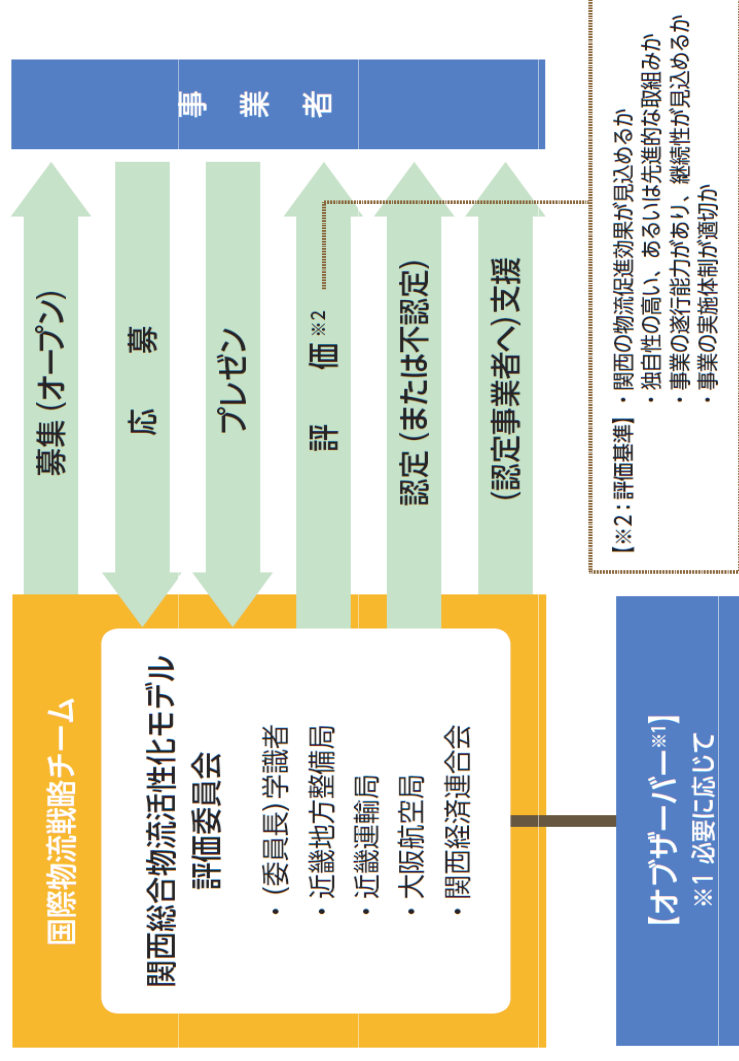 国際物流戦略チーム
関西総合物流活性化モデル
評価委員会
・(委員長)学識者
・近畿地方整備局
・近畿運輸局
・大阪航空局
・関西経済連合会
募集(オープン)
応　募
プレゼン
評　価※2
認定(または不認定)
(認定事業者へ)支援
事　業　者
【オブザーバー※1】
※1 必要に応じて
【※2：評価基準】・関西の物流促進効果が見込めるか
・独自性の高い、あるいは先進的な取組みか
・事業の遂行能力があり、継続性が見込めるか
・事業の実施体制が適切か